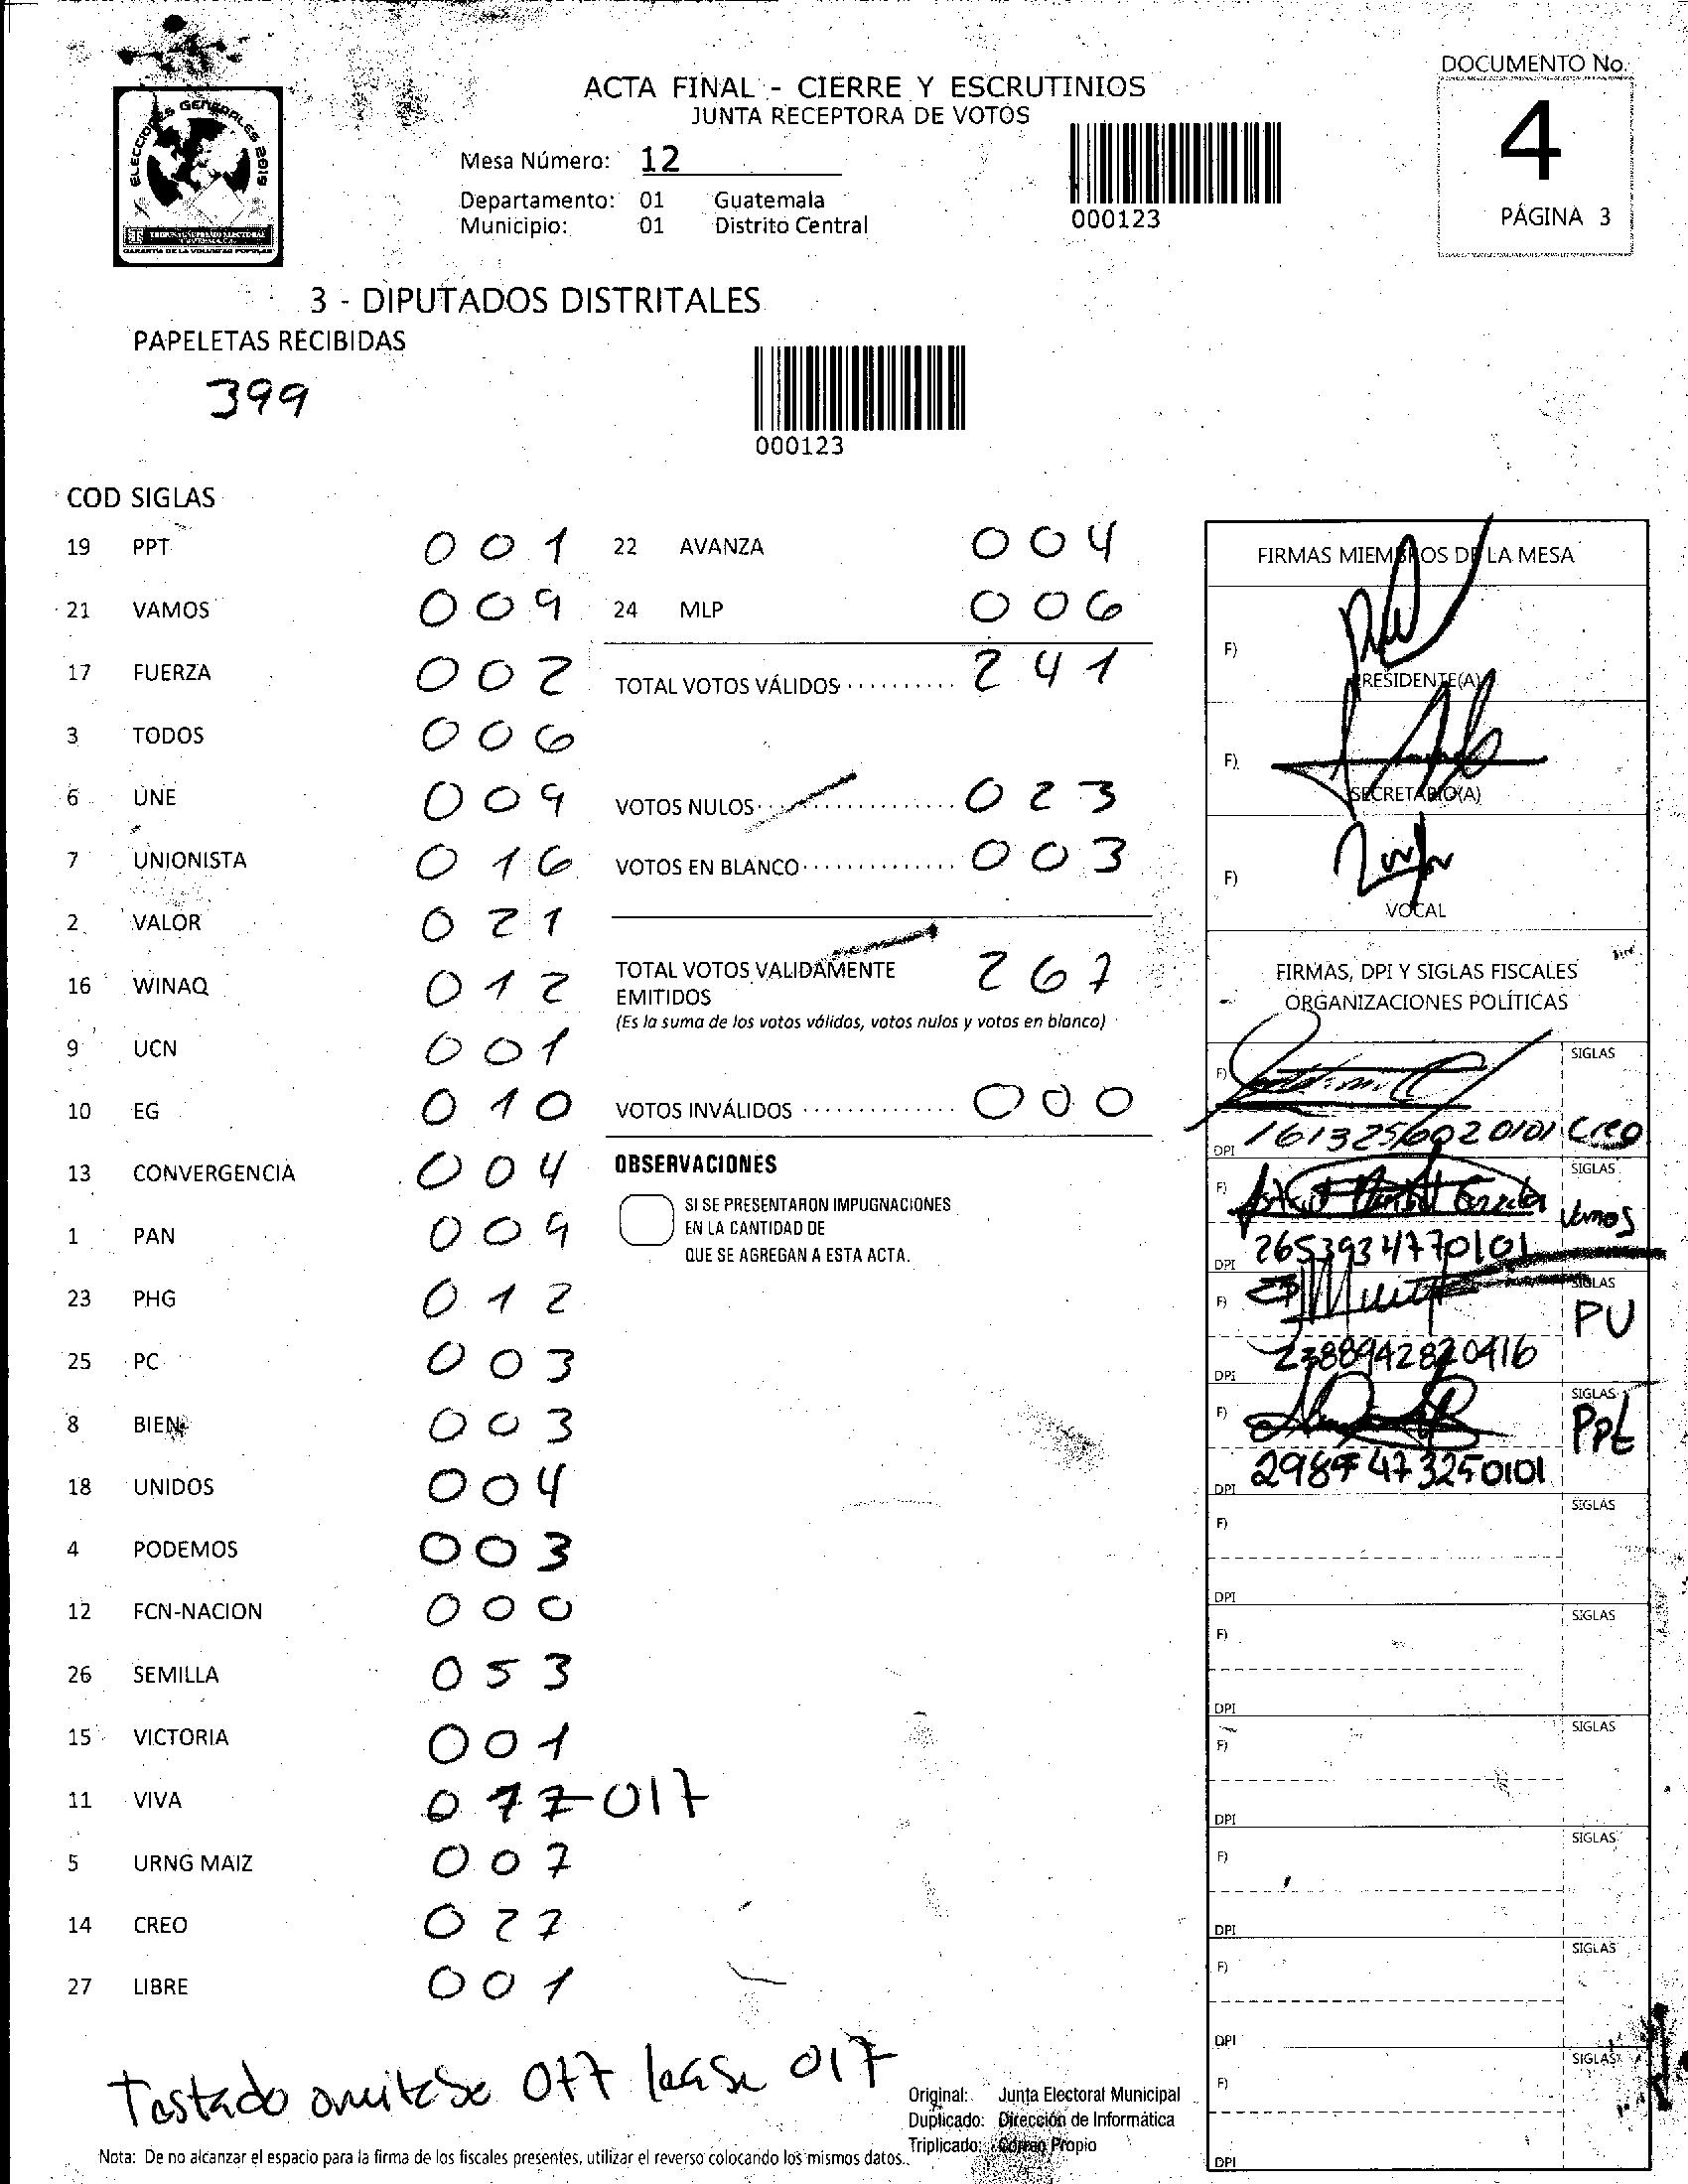 ELECCIONES GENERALES 2019
GARANTIA DE LA VOLUNTAD POPULAR
ACTA FINAL - CIERRE Y ESCRUTINIOS
JUNTA RECEPTORA DE VOTOS
Mesa Número: 12
Departamento: 01 Guatemala
Municipio: 01 Distrito Central
000123
DOCUMENTO No.
4
PÁGINA 3
3 - DIPUTADOS DISTRITALES
PAPELETAS RECIBIDAS
399
000123
COD SIGLAS
19 PPT 001
21 VAMOS 009
17 FUERZA 002
3 TODOS 006
6 UNE 009
7 UNIONISTA 016
2 VALOR 021
16 WINAQ 012
9 UCN 001
10 EG 010
13 CONVERGENCIA 004
1 PAN 009
23 PHG 012
25 PC 003
8 BIEN 003
18 UNIDOS 004
4 PODEMOS 003
12 FCN-NACION 000
26 SEMILLA 053
15 VICTORIA 001
11 VIVA 077 017
5 URNG MAIZ 007
14 CREO 027
27 LIBRE 001
22 AVANZA 004
24 MLP 006
TOTAL VOTOS VÁLIDOS .......... 241
VOTOS NULOS ................ 023
VOTOS EN BLANCO ............. 003
TOTAL VOTOS VALIDAMENTE 267
EMITIDOS
(Es la suma de los votos válidos, votos nulos y votos en blanco)
VOTOS INVÁLIDOS .............. 000
OBSERVACIONES
SI SE PRESENTARON IMPUGNACIONES
EN LA CANTIDAD DE
QUE SE AGREGAN A ESTA ACTA.
FIRMAS MIEMBROS DE LA MESA
F)
PRESIDENTE(A)
F)
SECRETARIO(A)
F)
VOCAL
FIRMAS, DPI Y SIGLAS FISCALES
ORGANIZACIONES POLÍTICAS
F) SIGLAS
DPI Creo
F) SIGLAS
Vamos
DPI
F) SIGLAS
PU
DPI
F) SIGLAS
PPt
DPI
F) SIGLAS
DPI
F) SIGLAS
DPI
F) SIGLAS
DPI
F) SIGLAS
DPI
F) SIGLAS
DPI
F) SIGLAS
DPI
Testado omitase 077 lease 017
Original: Junta Electoral Municipal
Duplicado: Dirección de Informática
Triplicado: Correo Propio
Nota: De no alcanzar el espacio para la firma de los fiscales presentes, utilizar el reverso colocando los mismos datos.